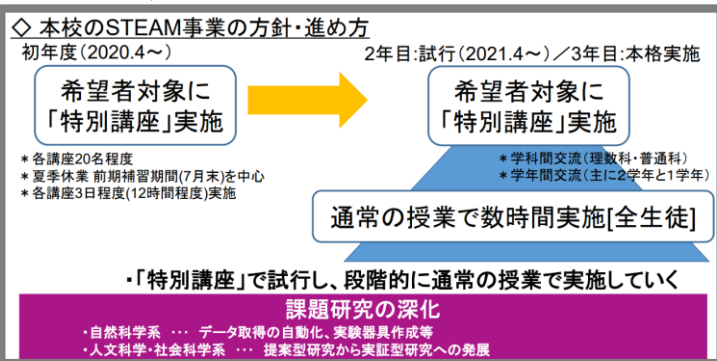 ◇ 本校のSTEAM事業の方針・進め方
初年度(2020.4～)
希望者対象に
「特別講座」実施
＊各講座20名程度
＊夏季休業 前期補習期間(7月末)を中心
＊各講座3日程度(12時間程度)実施
2年目:試行(2021.4～)／3年目:本格実施
希望者対象に
「特別講座」実施
＊学科間交流(理数科・普通科)
＊学年間交流(主に2学年と1学年)
通常の授業で数時間実施[全生徒]
・「特別講座」で試行し、段階的に通常の授業で実施していく
課題研究の深化
・自然科学系 … データ取得の自動化、実験器具作成等
・人文科学・社会科学系 … 提案型研究から実証型研究への発展